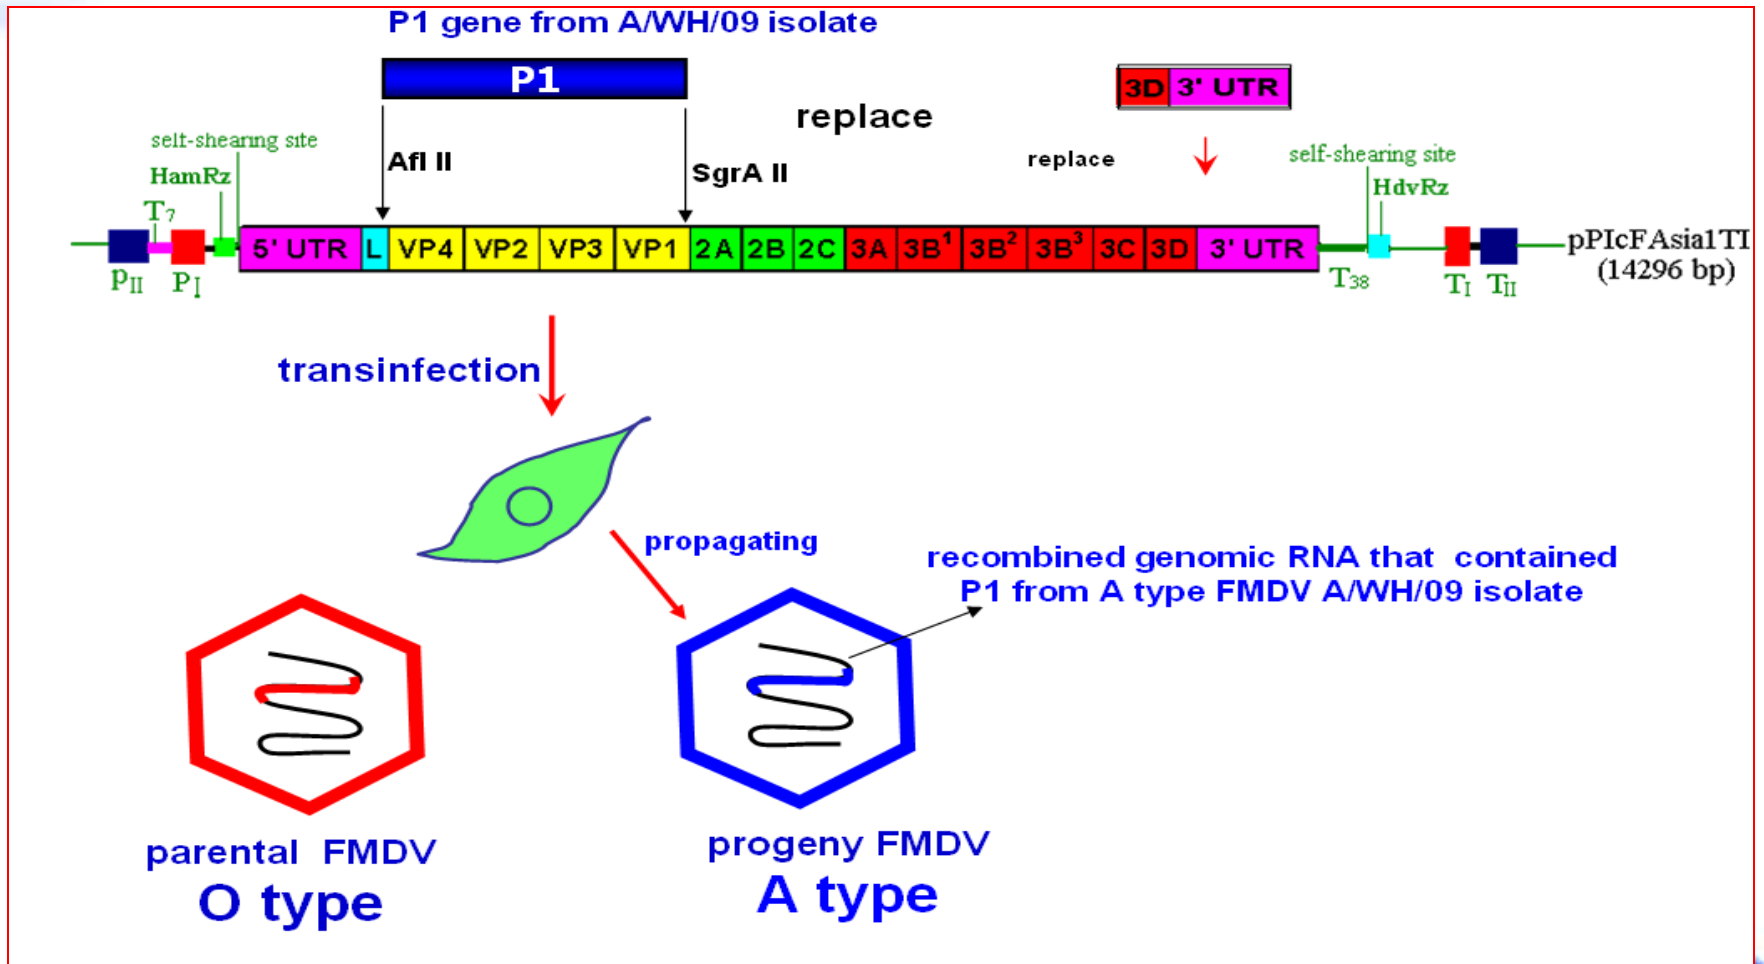 P1 gene from A/WH/09 isolate
P1
3D 3' UTR
replace
replace
self-shearing site
HamRz
T7
Afl II
SgrA II
self-shearing site
HdvRz
5' UTR L VP4 VP2 VP3 VP1 2A 2B 2C 3A 3B1 3B2 3B3 3C 3D 3' UTR
pPIcFAsia1TI
(14296 bp)
pII PI T38 TI TII
transinfection
propagating
recombined genomic RNA that contained
P1 from A type FMDV A/WH/09 isolate
parental FMDV
O type
progeny FMDV
A type